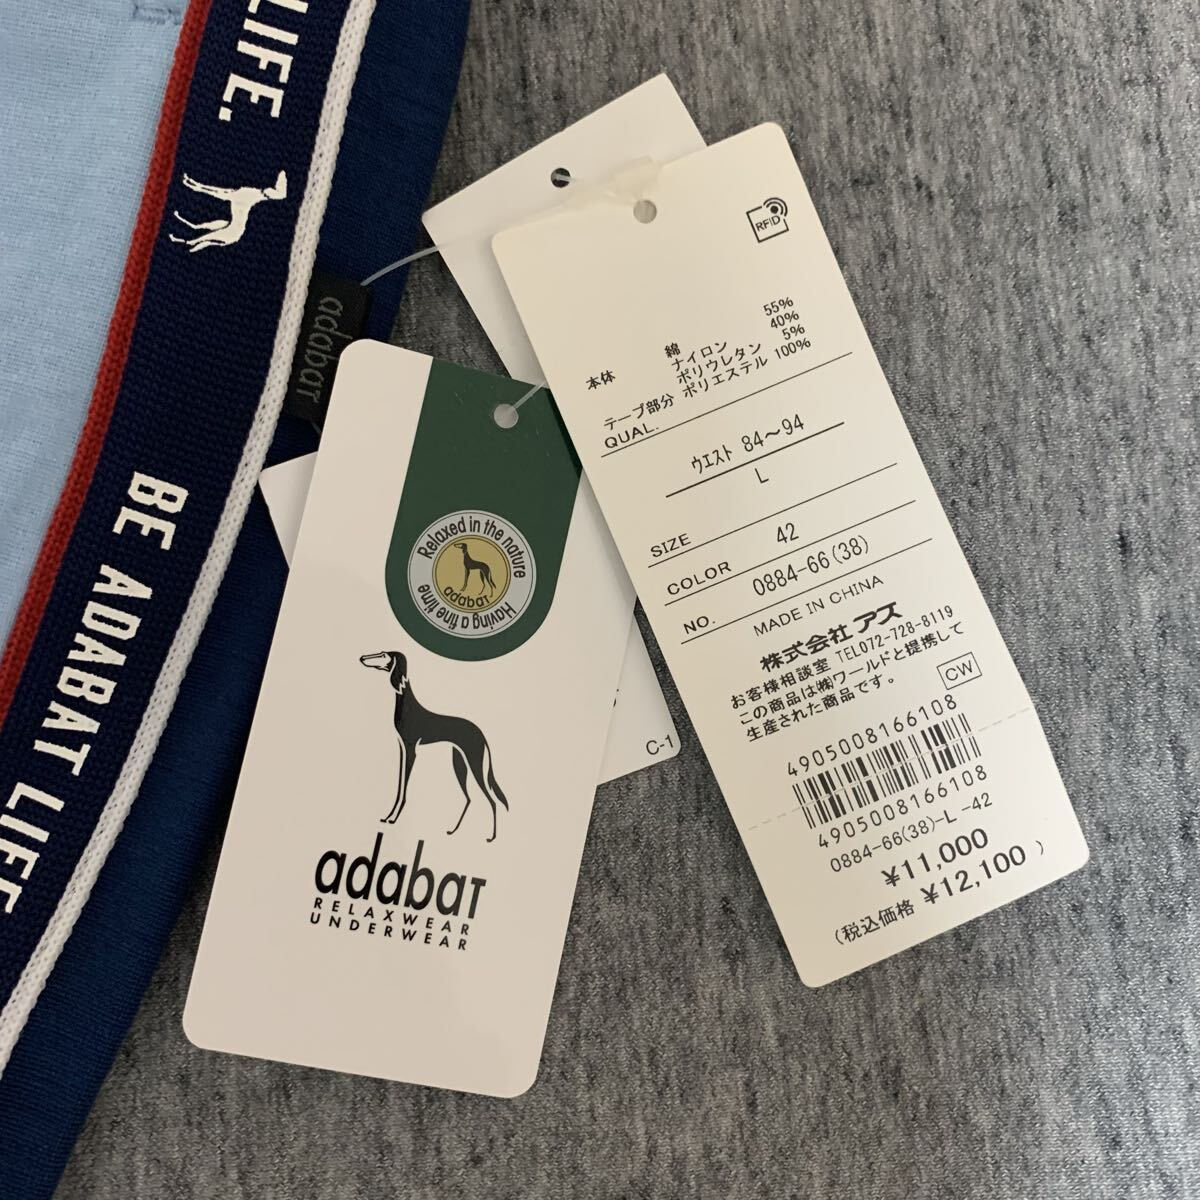 LIFE.
BE ADABAT LIFE
adabat
Relaxed in the nature
adabat
Having a fine time
adabat
RELAXWEAR
UNDERWEAR
C-1
RFID
本体 綿 55%
ナイロン 40%
ポリウレタン 5%
テープ部分 ポリエステル 100%
QUAL.
ウエスト 84〜94
L
SIZE
42
COLOR
0884-66(38)
NO.
MADE IN CHINA
株式会社アズ
お客様相談室 TEL072-728-8119
この商品は㈱ワールドと提携して
生産された商品です。
CW
4905008166108
4905008166108
0884-66(38)-L -42
¥11,000
(税込価格 ¥12,100 )